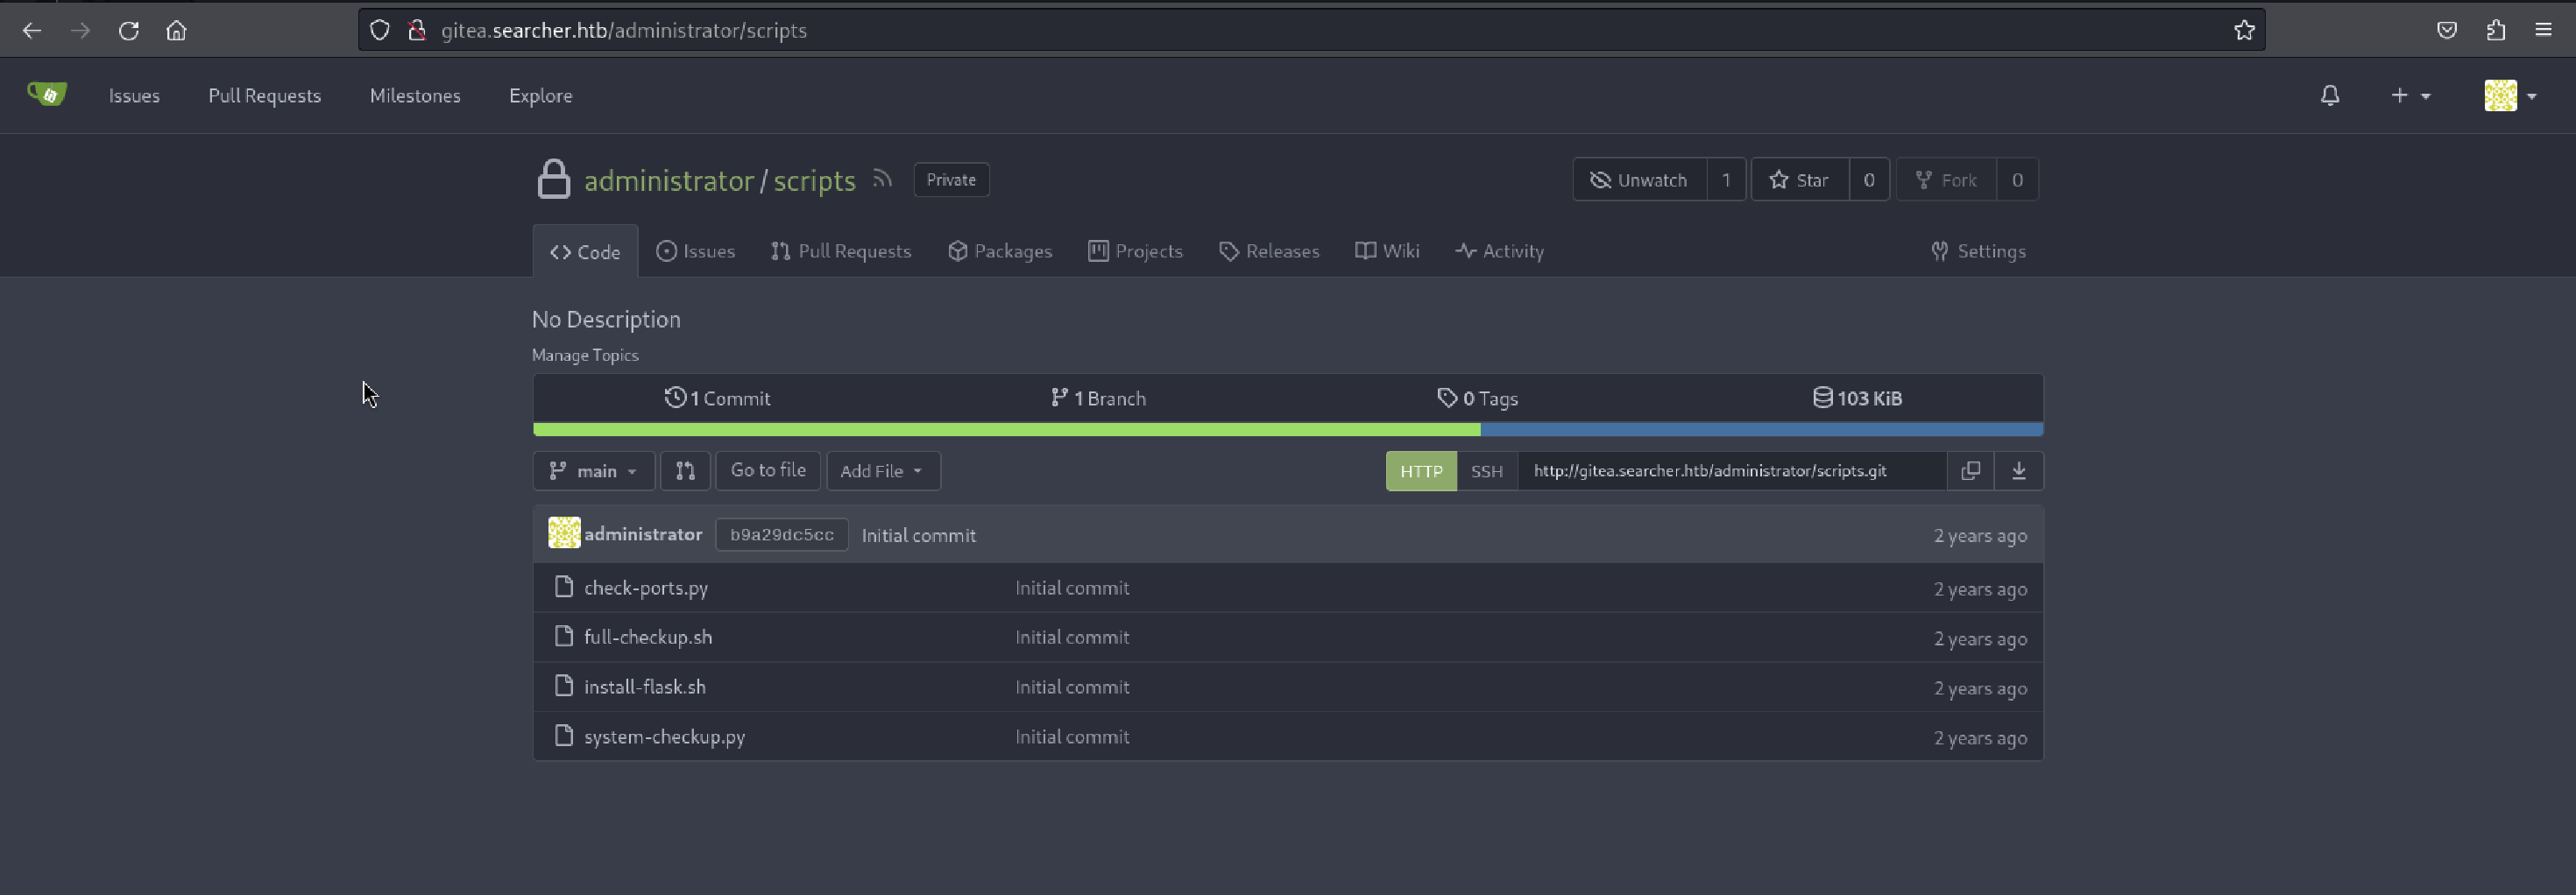 gitea.searcher.htb/administrator/scripts
Issues Pull Requests Milestones Explore
administrator / scripts Private Unwatch 1 Star 0 Fork 0
Code Issues Pull Requests Packages Projects Releases Wiki Activity Settings
No Description
Manage Topics
1 Commit 1 Branch 0 Tags 103 KiB
main Go to file Add File HTTP SSH http://gitea.searcher.htb/administrator/scripts.git
administrator b9a29dc5cc Initial commit 2 years ago
check-ports.py Initial commit 2 years ago
full-checkup.sh Initial commit 2 years ago
install-flask.sh Initial commit 2 years ago
system-checkup.py Initial commit 2 years ago